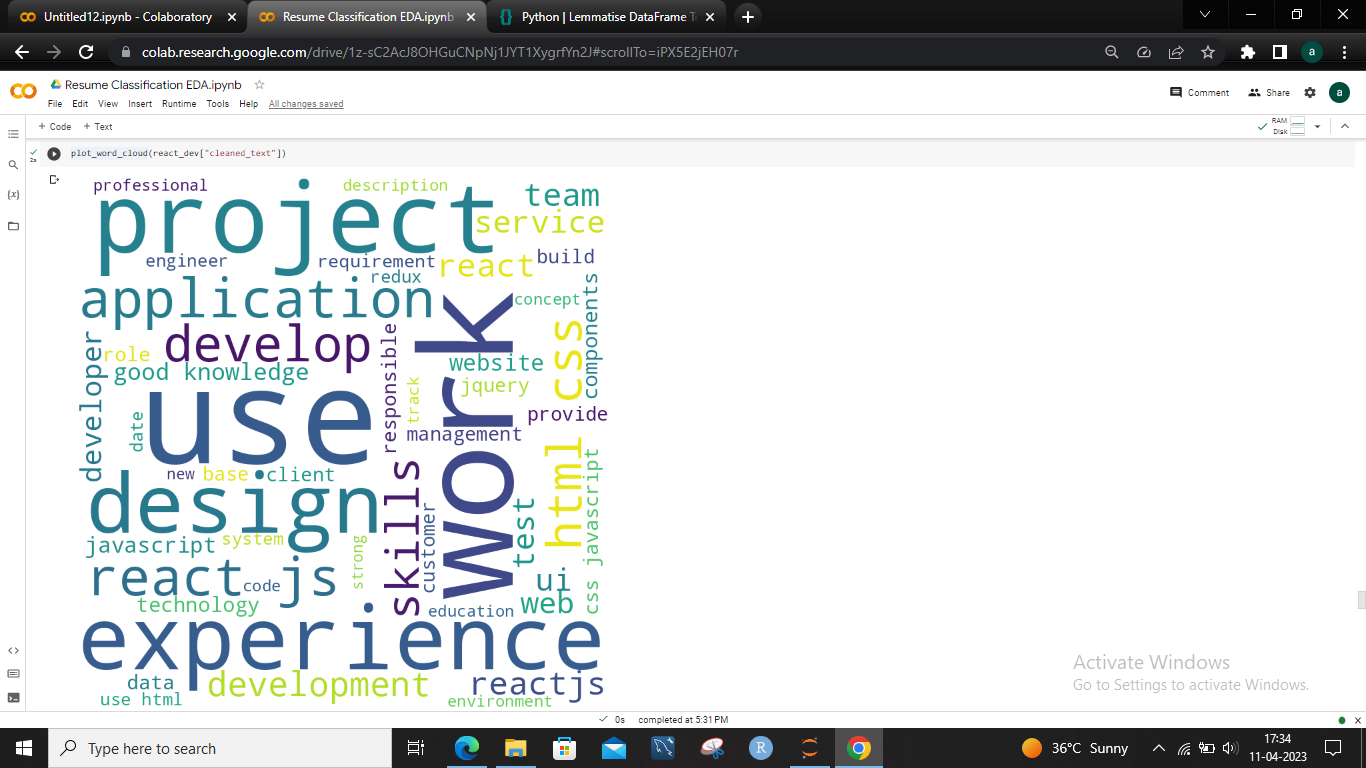 Untitled12.ipynb - Colaboratory
Resume Classification EDA.ipynb
Python | Lemmatise DataFrame T
colab.research.google.com/drive/1z-sC2AcJ8OHGuCNpNj1JYT1XygrfYn2J#scrollTo=iPX5E2jEH07r
a
Resume Classification EDA.ipynb
File Edit View Insert Runtime Tools Help All changes saved
Comment Share a
+ Code + Text
RAM
Disk
2s
plot_word_cloud(react_dev["cleaned_text"])
{x}
professional description team
project
service
engineer requirement react build
redux
application
concept
components
developer
role
develop
responsible
work
css
website
good knowledge
jquery
track
use
date
provide
management
html
new base client
skills
design
customer
test
css javascript
javascript system
strong
react js
code
ui
technology
education web
experience
data development reactjs
use html
environment
Activate Windows
Go to Settings to activate Windows.
0s completed at 5:31 PM
Type here to search
R
36°C Sunny
17:34
11-04-2023